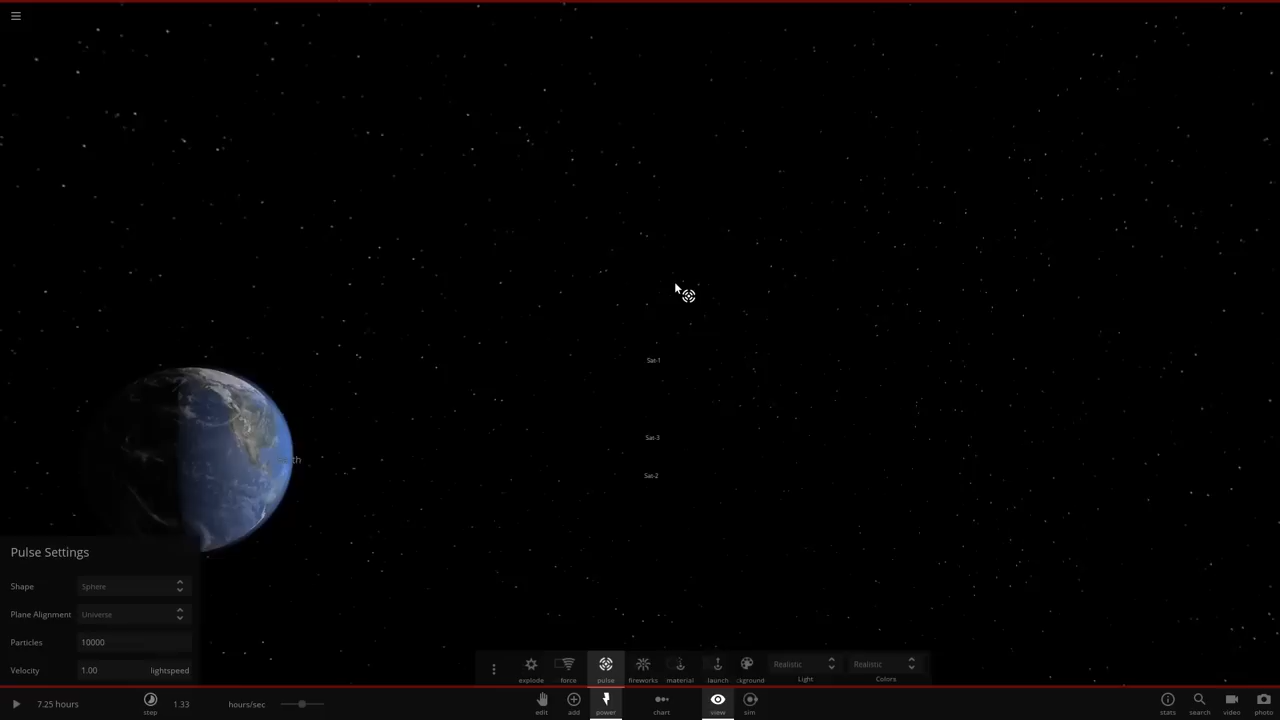 Sat-1
Sat-3
th
Sat-2
Pulse Settings
Shape Sphere
Plane Alignment Universe
Particles 10000
Velocity 1.00 lightspeed
explode force pulse fireworks material launch ckground
Realistic Realistic
Light Colors
7.25 hours step 1.33 hours/sec edit add power chart view sim stats search video photo